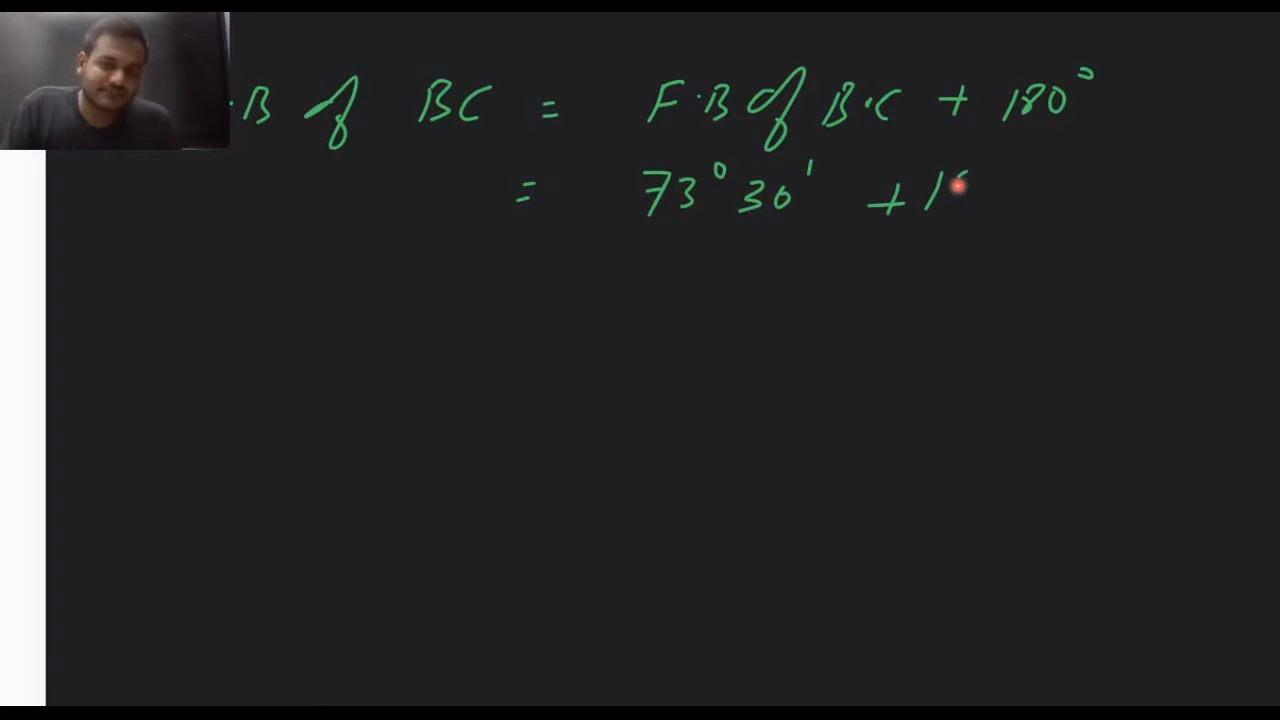 .B of BC = F.B of B.C + 180°
= 73° 30' + 1